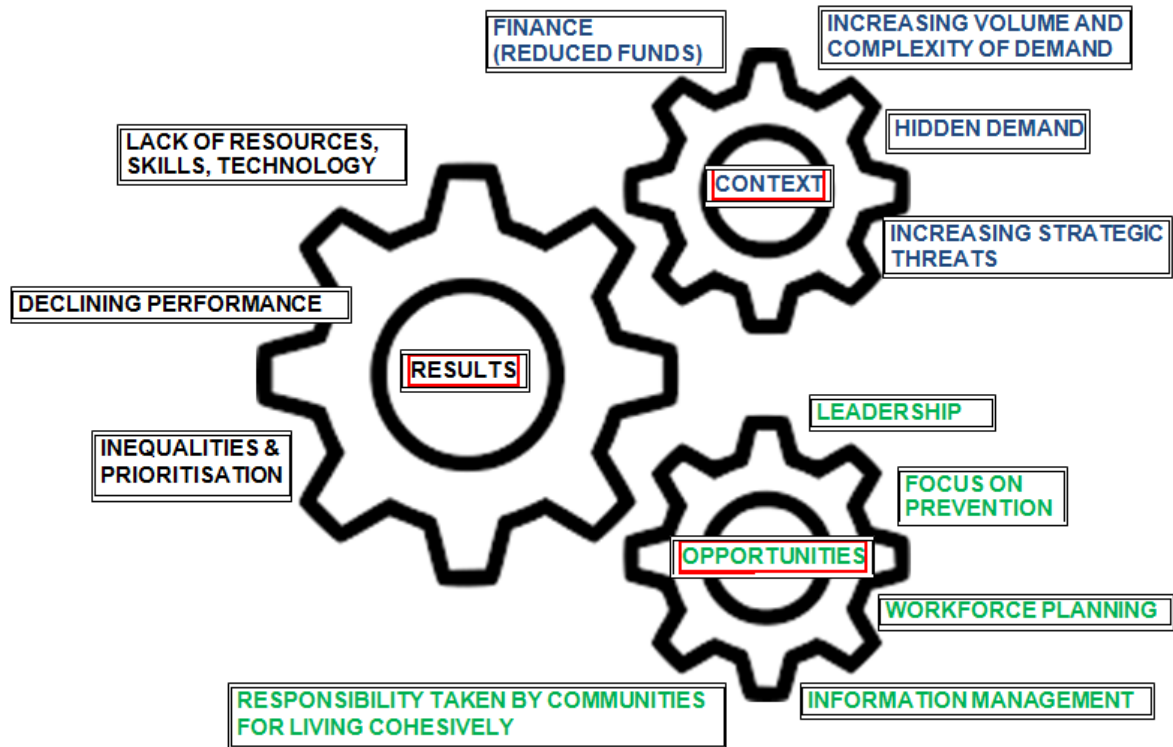 FINANCE
(REDUCED FUNDS)
INCREASING VOLUME AND
COMPLEXITY OF DEMAND
HIDDEN DEMAND
CONTEXT
INCREASING STRATEGIC
THREATS
LACK OF RESOURCES,
SKILLS, TECHNOLOGY
DECLINING PERFORMANCE
RESULTS
INEQUALITIES &
PRIORITISATION
LEADERSHIP
FOCUS ON
PREVENTION
OPPORTUNITIES
WORKFORCE PLANNING
INFORMATION MANAGEMENT
RESPONSIBILITY TAKEN BY COMMUNITIES
FOR LIVING COHESIVELY